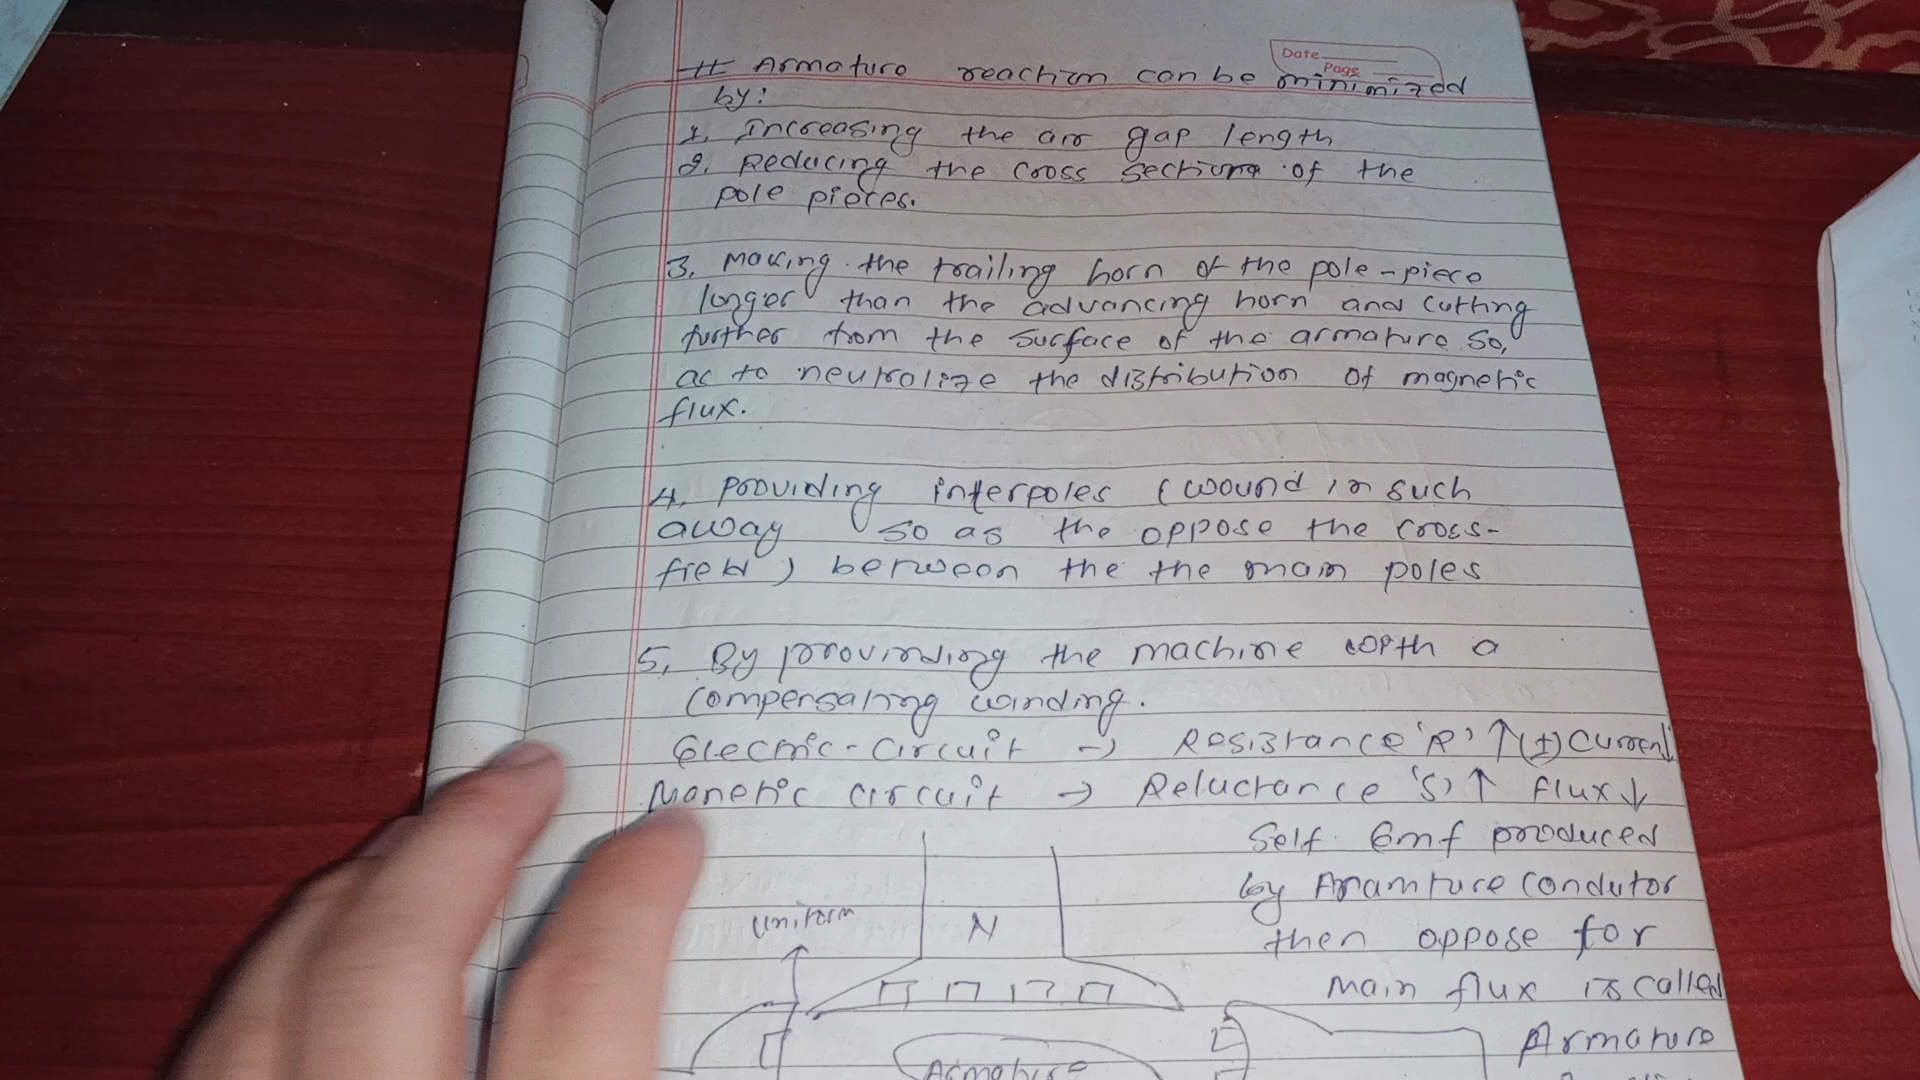 Date
Page
# Armature reaction can be minimized
by:
1. Increasing the air gap length
2. Reducing the cross section of the
pole pieces.
3. Making the trailing horn of the pole-piece
longer than the advancing horn and cutting
further from the surface of the armature so,
as to neutralize the distribution of magnetic
flux.
4. Providing interpoles (wound in such
away so as the oppose the cross-
field) between the the main poles
5. By provinding the machine with a
compensating winding.
Electric-circuit → Resistance 'R' ↑ (I) Current↓
Manetic circuit → Reluctance 'S' ↑ flux↓
Self Emf produced
by Aramture condutor
then oppose for
main flux is called
Armature
Uniform
N
Armature